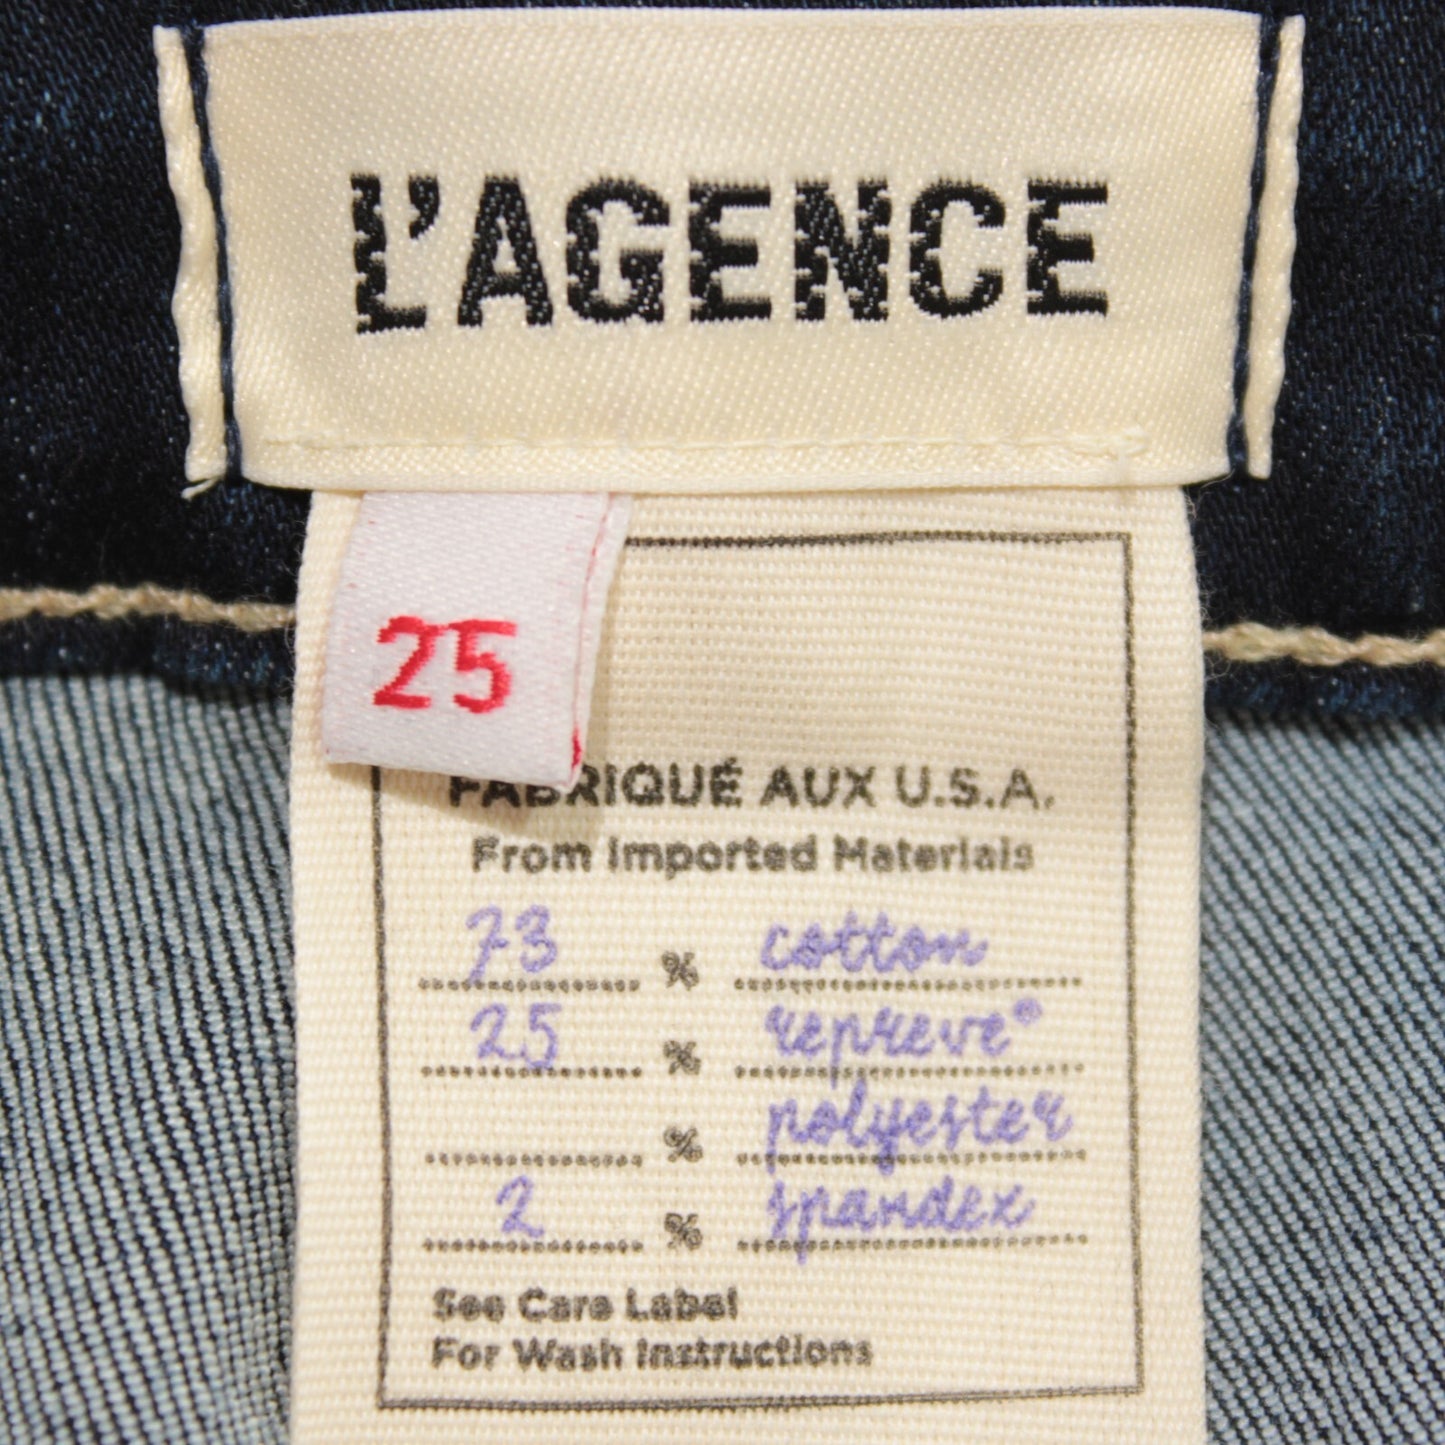 L'AGENCE
25
FABRIQUÉ AUX U.S.A.
From Imported Materials
73 % cotton
25 % repreve®
% polyester
2 % spandex
See Care Label
For Wash Instructions